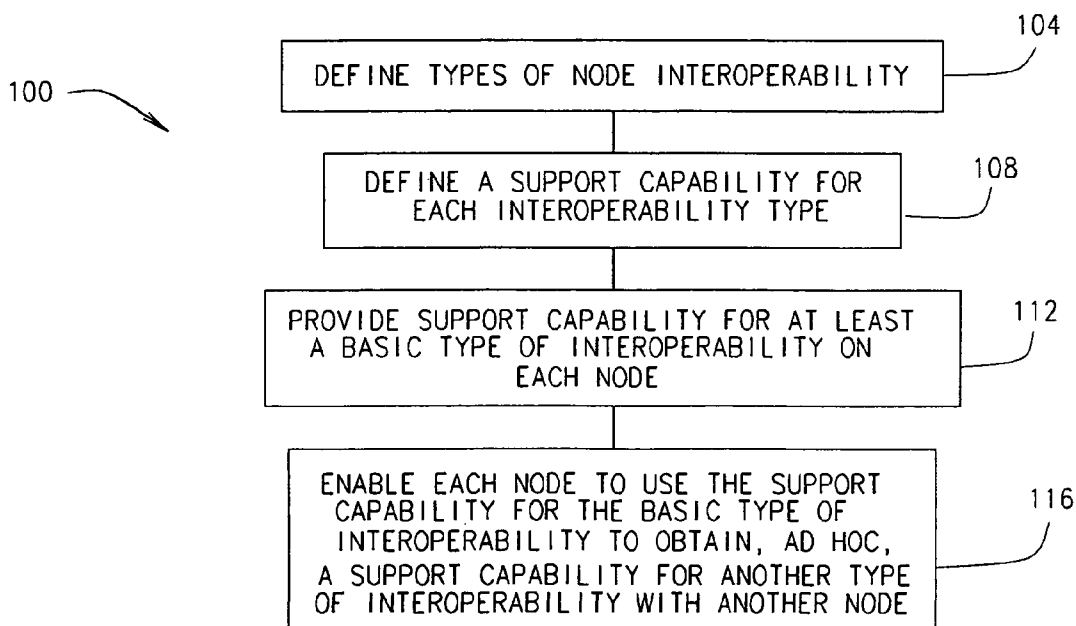 100
DEFINE TYPES OF NODE INTEROPERABILITY
104
DEFINE A SUPPORT CAPABILITY FOR
EACH INTEROPERABILITY TYPE
108
PROVIDE SUPPORT CAPABILITY FOR AT LEAST
A BASIC TYPE OF INTEROPERABILITY ON
EACH NODE
112
ENABLE EACH NODE TO USE THE SUPPORT
CAPABILITY FOR THE BASIC TYPE OF
INTEROPERABILITY TO OBTAIN, AD HOC,
A SUPPORT CAPABILITY FOR ANOTHER TYPE
OF INTEROPERABILITY WITH ANOTHER NODE
116